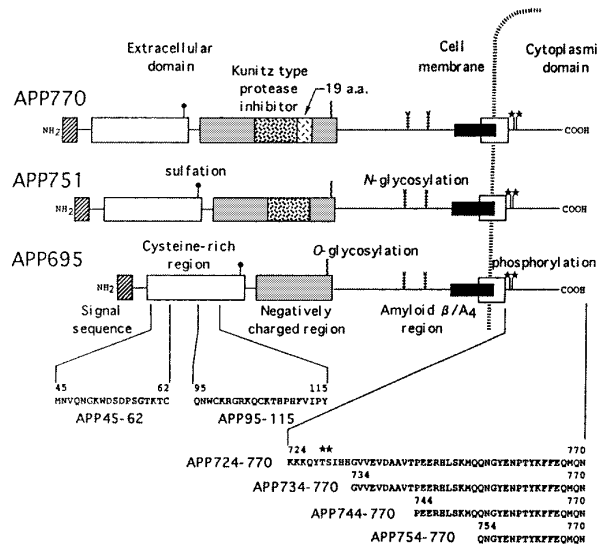 Extracellular
domain
Cell
membrane
Cytoplasmi
domain
Kunitz type
protease
inhibitor
19 a.a.
APP770
NH2
COOH
APP751
sulfation
N-glycosylation
NH2
COOH
APP695
Cysteine-rich
region
O-glycosylation
phosphorylation
NH2
COOH
Signal
sequence
Negatively
charged region
Amyloid β/A4
region
45 62 95 115
MNVQNGKWDSDPSGTKTC QNWCKRGRKQCKTHPHFVIPY
APP45-62 APP95-115
724 ★★ 770
APP724-770 KKKQYTSIHHGVVEVDAAVTPEERHLSKMQQNGYENPTYKFFEQMQN
734 770
APP734-770 GVVEVDAAVTPEERHLSKMQQNGYENPTYKFFEQMQN
744 770
APP744-770 PEERHLSKMQQNGYENPTYKFFEQMQN
754 770
APP754-770 QNGYENPTYKFFEQMQN